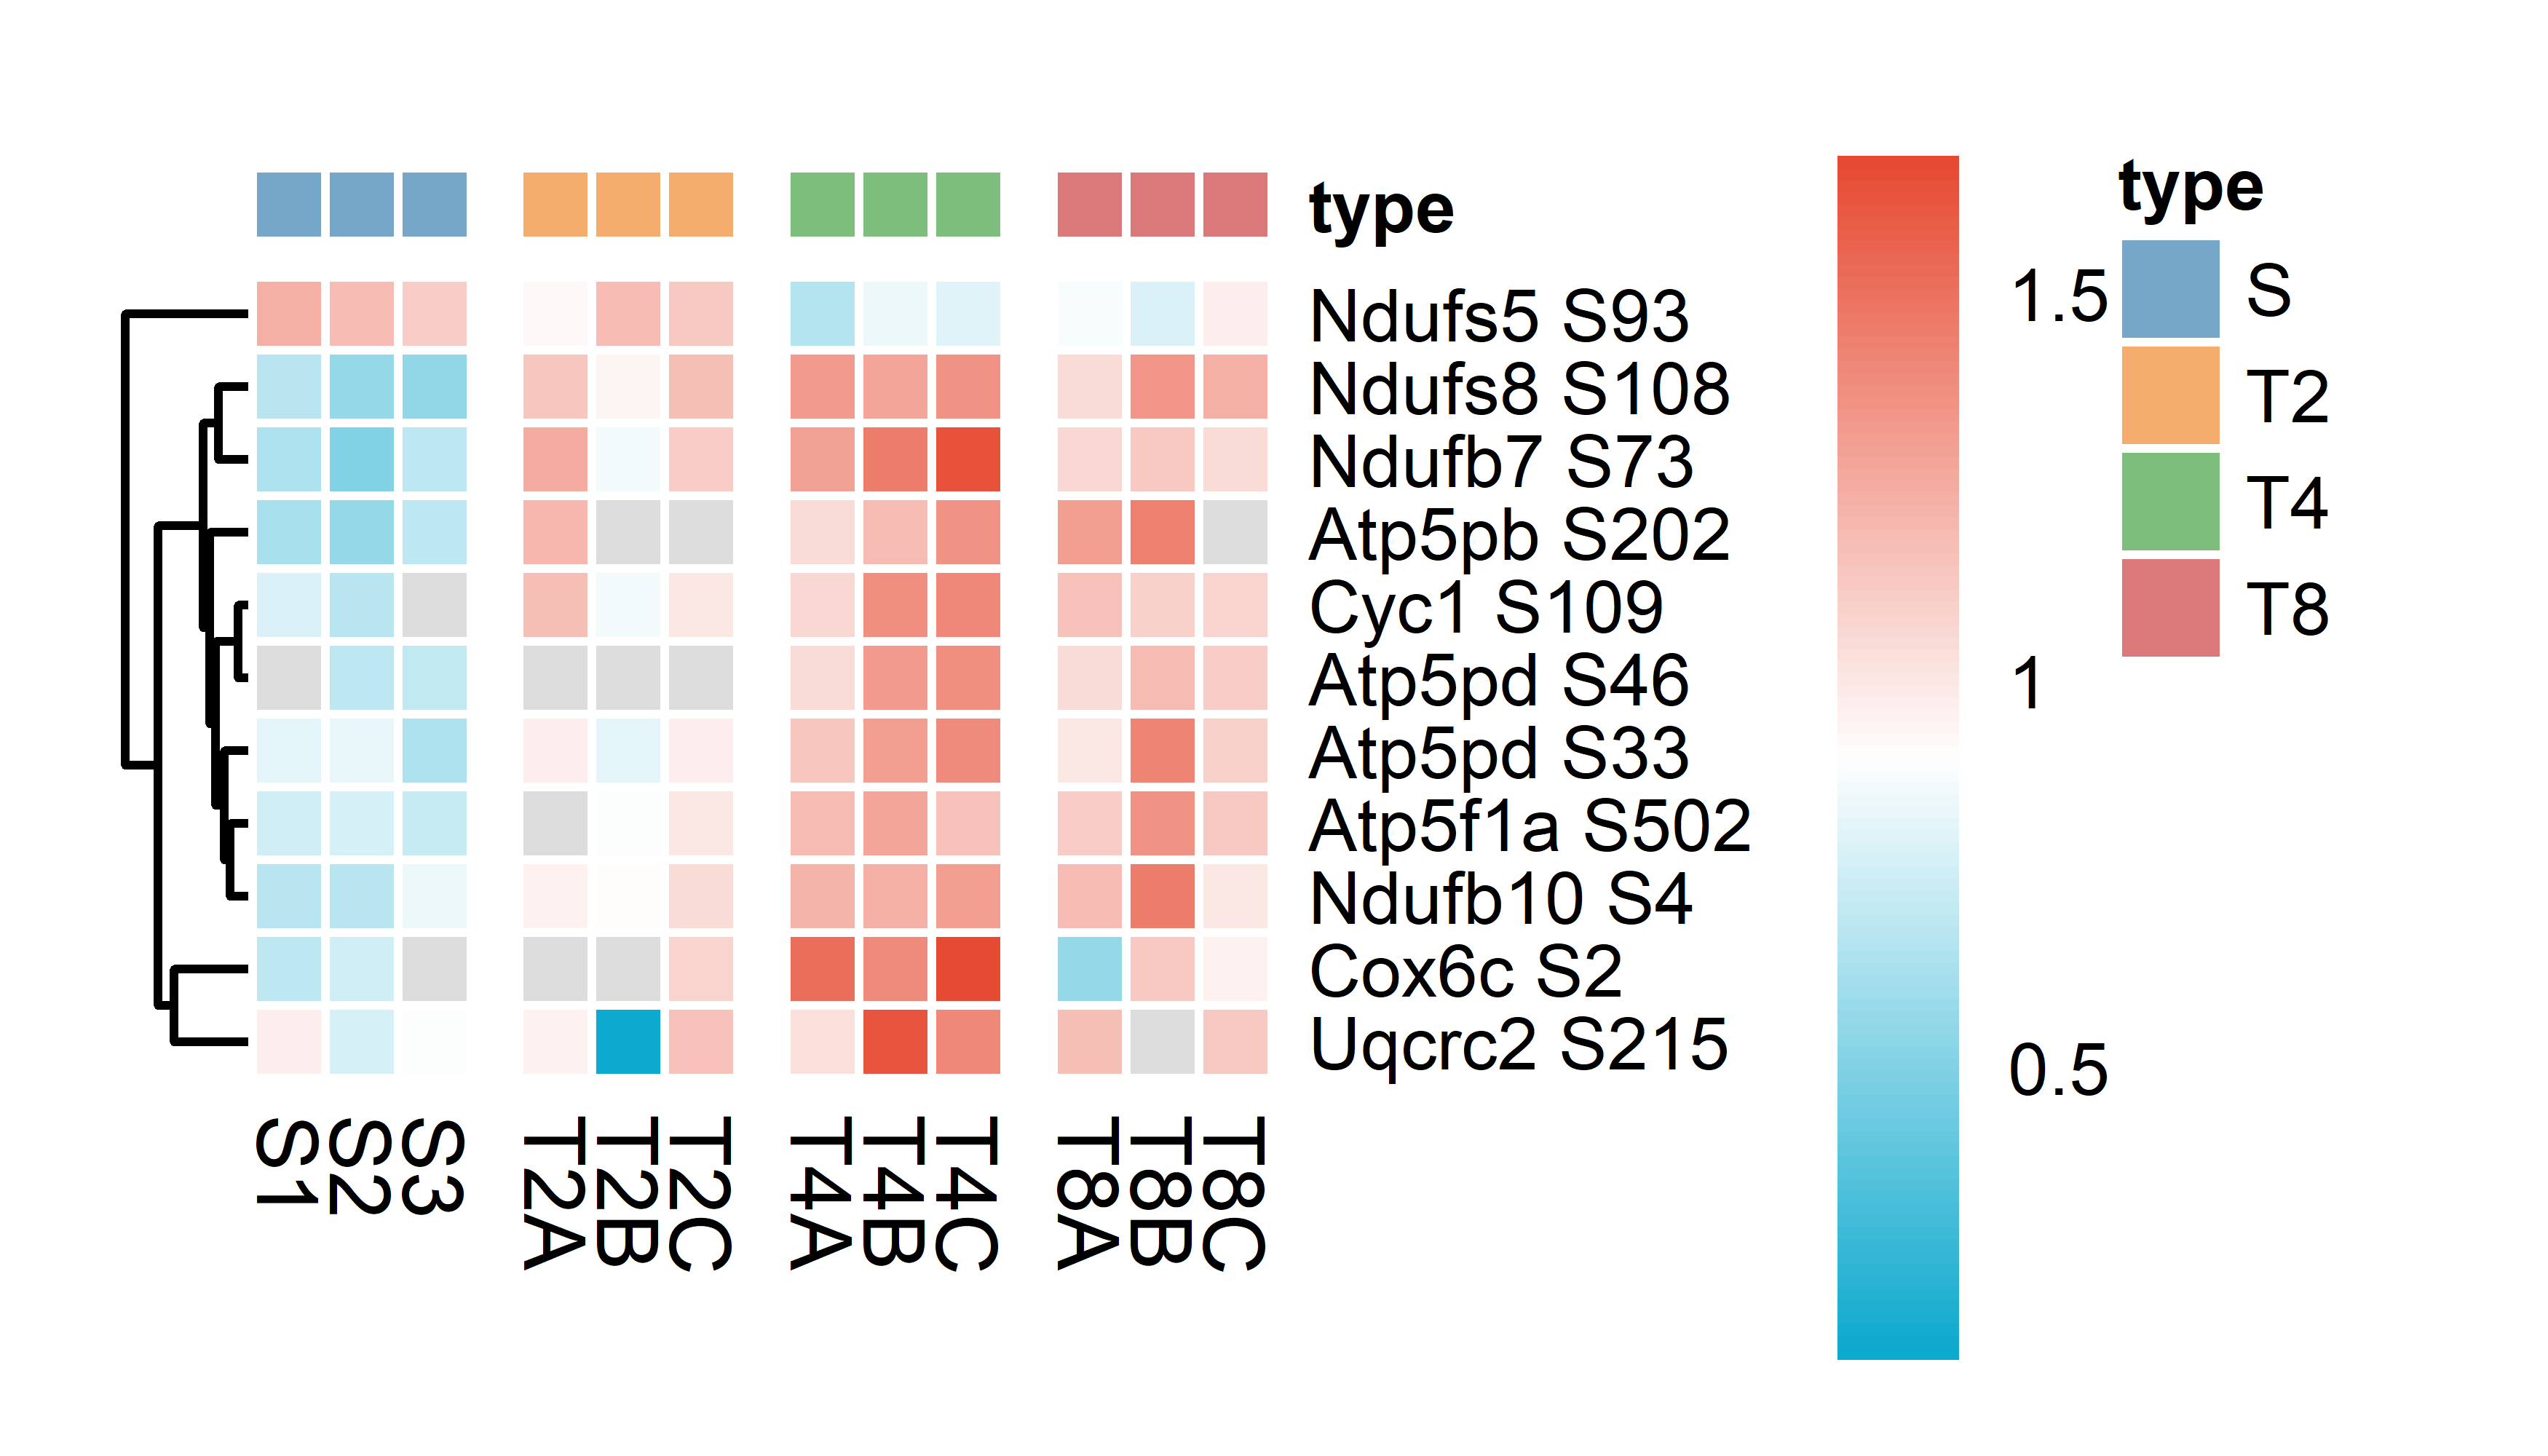 type
Ndufs5 S93
Ndufs8 S108
Ndufb7 S73
Atp5pb S202
Cyc1 S109
Atp5pd S46
Atp5pd S33
Atp5f1a S502
Ndufb10 S4
Cox6c S2
Uqcrc2 S215
S1
S2
S3
T2A
T2B
T2C
T4A
T4B
T4C
T8A
T8B
T8C
1.5
1
0.5
type
S
T2
T4
T8